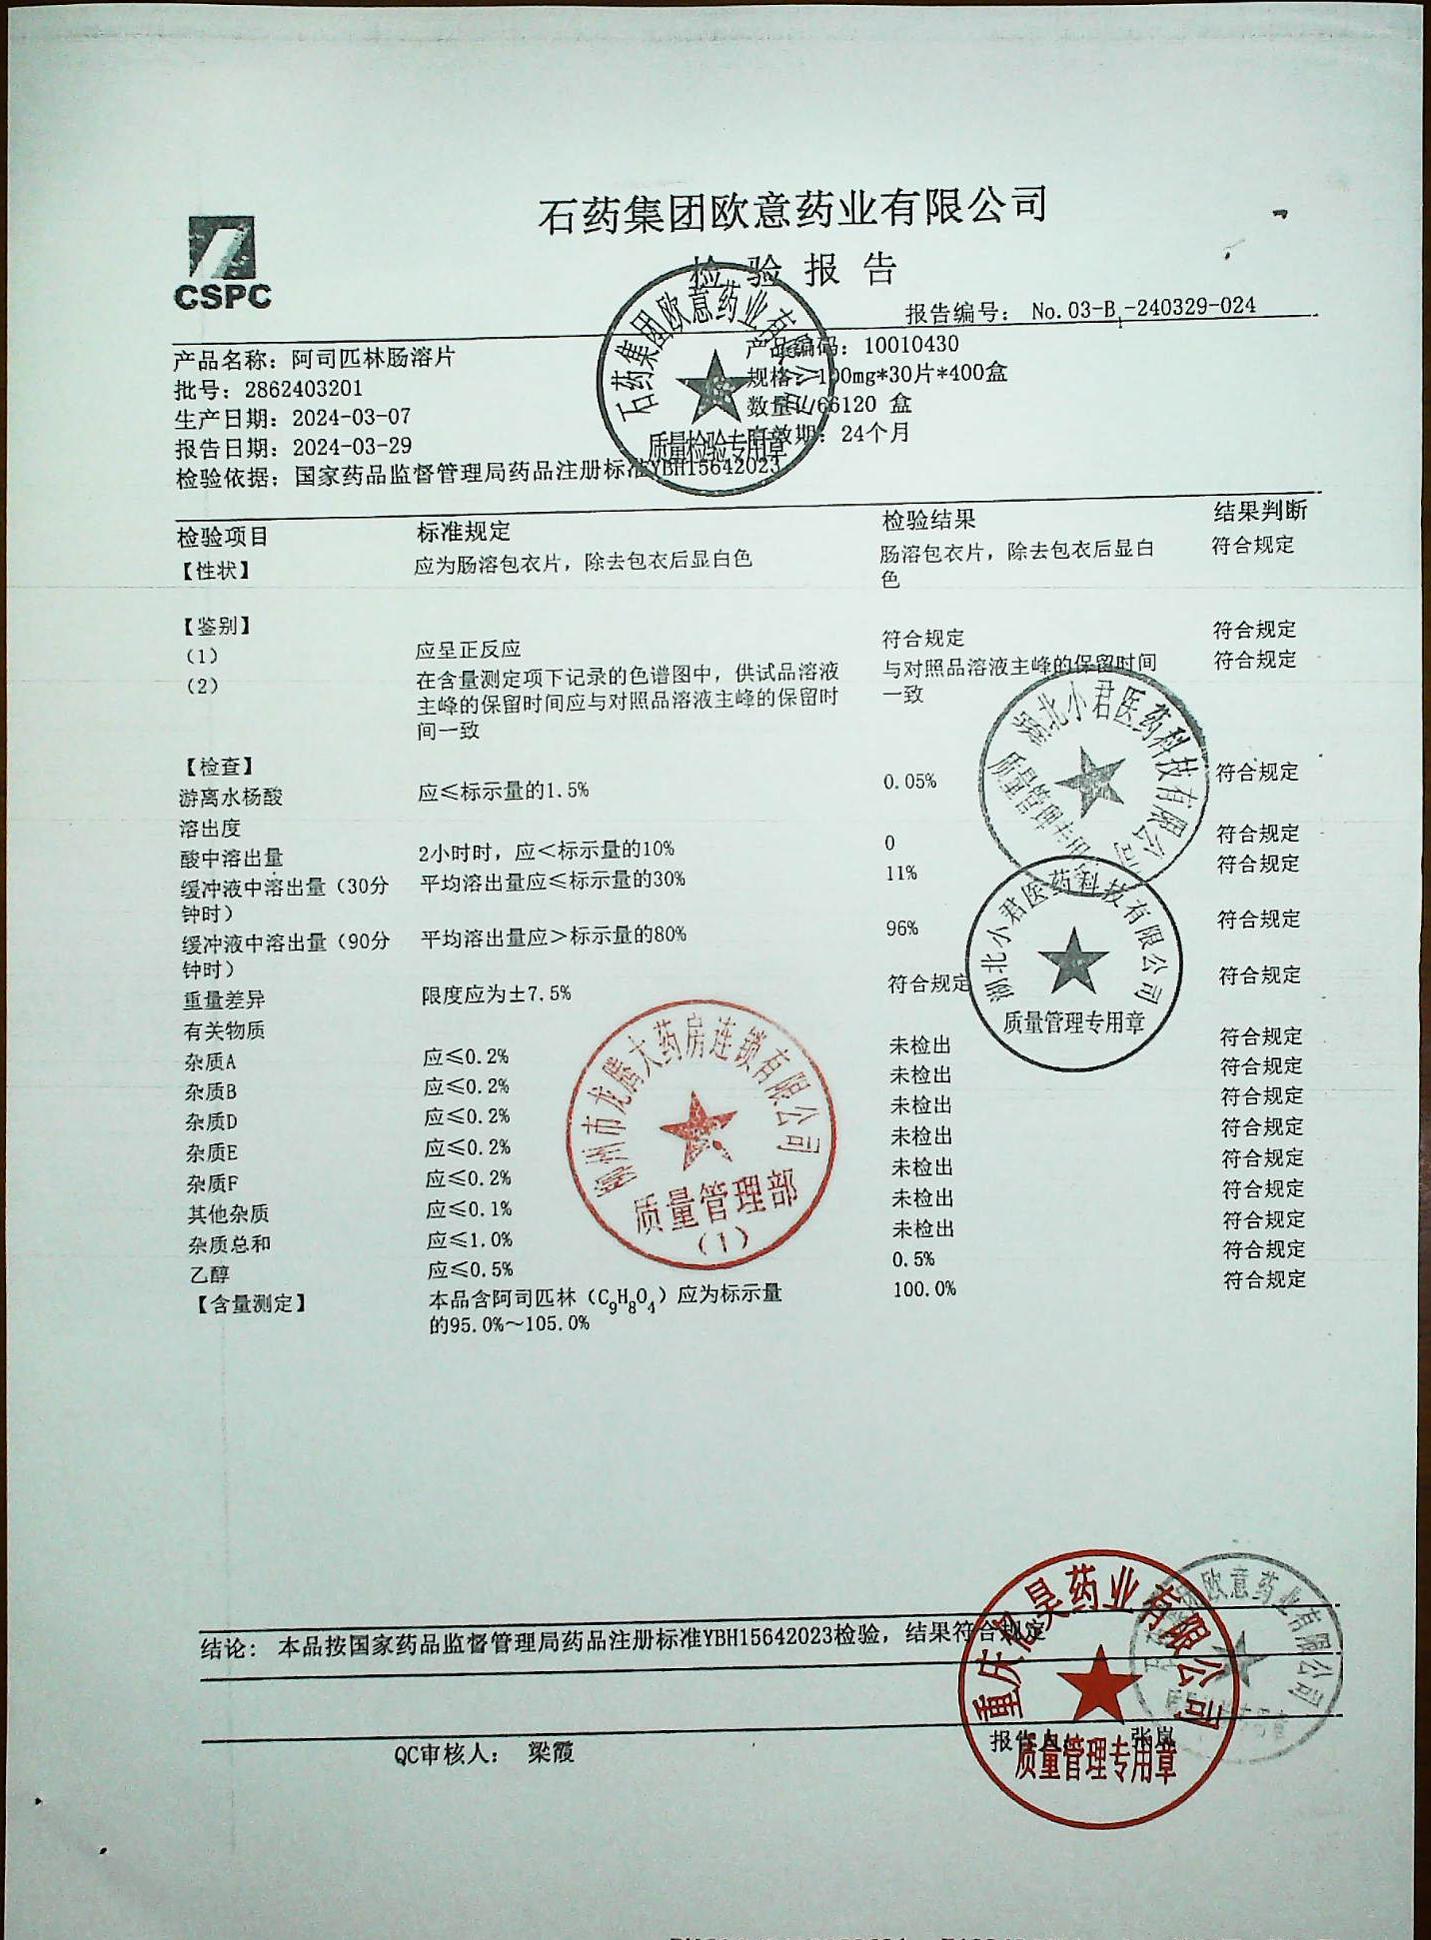 石药集团欧意药业有限公司
CSPC
检验报告
报告编号： No.03-B1-240329-024
产品名称：阿司匹林肠溶片
产品编码：10010430
批号：2862403201
规格：100mg*30片*400盒
生产日期：2024-03-07
数量：66120 盒
报告日期：2024-03-29
有效期：24个月
检验依据：国家药品监督管理局药品注册标准YBH15642023
石药集团欧意药业有限公司
质量检验专用章
检验项目 标准规定 检验结果 结果判断
【性状】 应为肠溶包衣片，除去包衣后显白色 肠溶包衣片，除去包衣后显白 符合规定
色
【鉴别】
（1） 应呈正反应 符合规定 符合规定
（2） 在含量测定项下记录的色谱图中，供试品溶液 与对照品溶液主峰的保留时间 符合规定
主峰的保留时间应与对照品溶液主峰的保留时 一致
间一致
【检查】
游离水杨酸 应≤标示量的1.5% 0.05% 符合规定
溶出度
酸中溶出量 2小时时，应＜标示量的10% 0 符合规定
缓冲液中溶出量（30分 平均溶出量应≤标示量的30% 11% 符合规定
钟时）
缓冲液中溶出量（90分 平均溶出量应＞标示量的80% 96% 符合规定
钟时）
重量差异 限度应为±7.5% 符合规定 符合规定
有关物质
杂质A 应≤0.2% 未检出 符合规定
杂质B 应≤0.2% 未检出 符合规定
杂质D 应≤0.2% 未检出 符合规定
杂质E 应≤0.2% 未检出 符合规定
杂质F 应≤0.2% 未检出 符合规定
其他杂质 应≤0.1% 未检出 符合规定
杂质总和 应≤1.0% 未检出 符合规定
乙醇 应≤0.5% 0.5% 符合规定
【含量测定】 本品含阿司匹林（C9H8O4）应为标示量 100.0% 符合规定
的95.0%～105.0%
湖北小君医药科技有限公司
质量管理专用章
湖北小君医药科技有限公司
质量管理专用章
柳州市龙腾大药房连锁有限公司
质量管理部
（1）
结论： 本品按国家药品监督管理局药品注册标准YBH15642023检验，结果符合规定
QC审核人： 梁霞
报告人： 张岚
欧意药业有限公司
昊药业有限公司
质量管理专用章